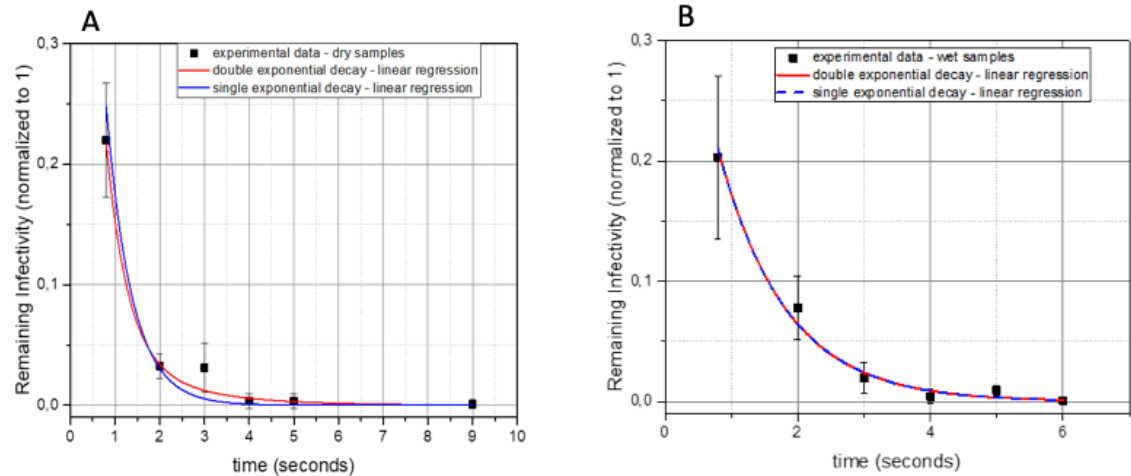 A
experimental data - dry samples
double exponential decay - linear regression
single exponential decay - linear regression
Remaining Infectivity (normalized to 1)
0,3
0,2
0,1
0,0
0 1 2 3 4 5 6 7 8 9 10
time (seconds)
B
experimental data - wet samples
double exponential decay - linear regression
single exponential decay - linear regression
Remaining Infectivity (normalized to 1)
0,3
0,2
0,1
0,0
0 2 4 6
time (seconds)